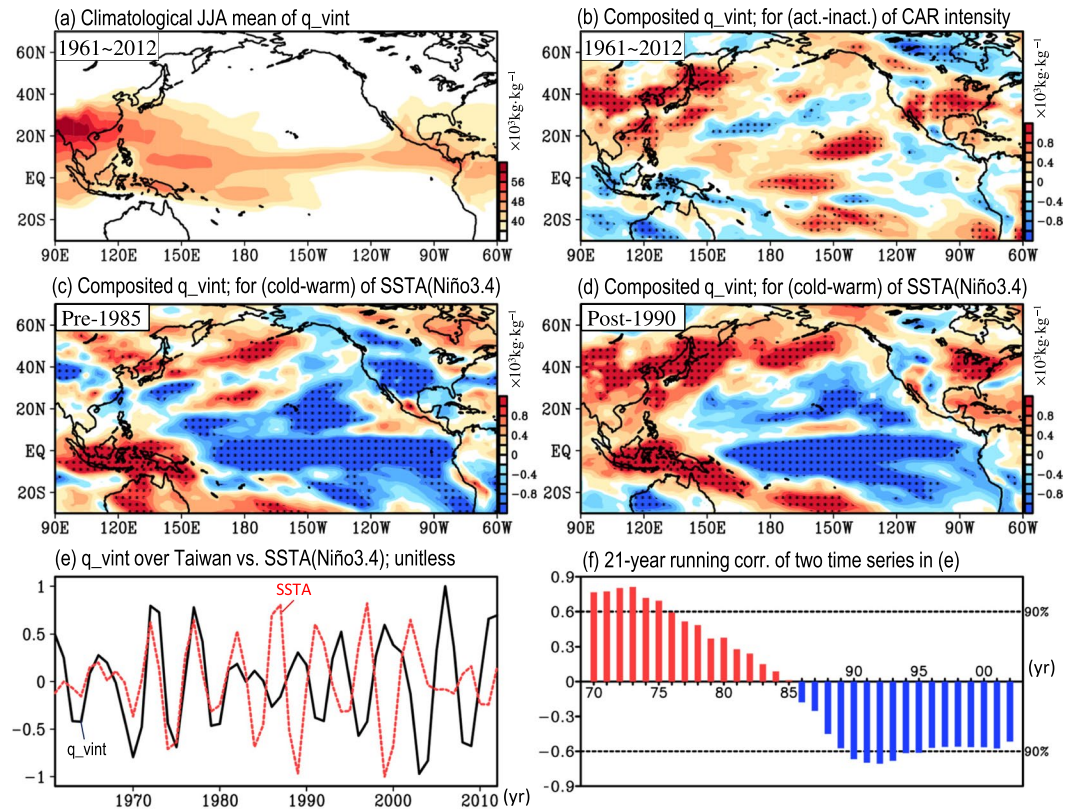 (a) Climatological JJA mean of q_vint
1961~2012
60N
40N
20N
EQ
20S
90E 120E 150E 180 150W 120W 90W 60W
×10³kg·kg⁻¹
56
48
40
(b) Composited q_vint; for (act.-inact.) of CAR intensity
1961~2012
60N
40N
20N
EQ
20S
90E 120E 150E 180 150W 120W 90W 60W
×10³kg·kg⁻¹
0.8
0.4
0
−0.4
−0.8
(c) Composited q_vint; for (cold-warm) of SSTA(Niño3.4)
Pre-1985
60N
40N
20N
EQ
20S
90E 120E 150E 180 150W 120W 90W 60W
×10³kg·kg⁻¹
0.8
0.4
0
−0.4
−0.8
(d) Composited q_vint; for (cold-warm) of SSTA(Niño3.4)
Post-1990
60N
40N
20N
EQ
20S
90E 120E 150E 180 150W 120W 90W 60W
×10³kg·kg⁻¹
0.8
0.4
0
−0.4
−0.8
(e) q_vint over Taiwan vs. SSTA(Niño3.4); unitless
1
0.5
0
−0.5
−1
SSTA
q_vint
1970 1980 1990 2000 2010 (yr)
(f) 21-year running corr. of two time series in (e)
0.9
0.6
0.3
0
−0.3
−0.6
−0.9
90%
90 95 00 (yr)
70 75 80 85
90%